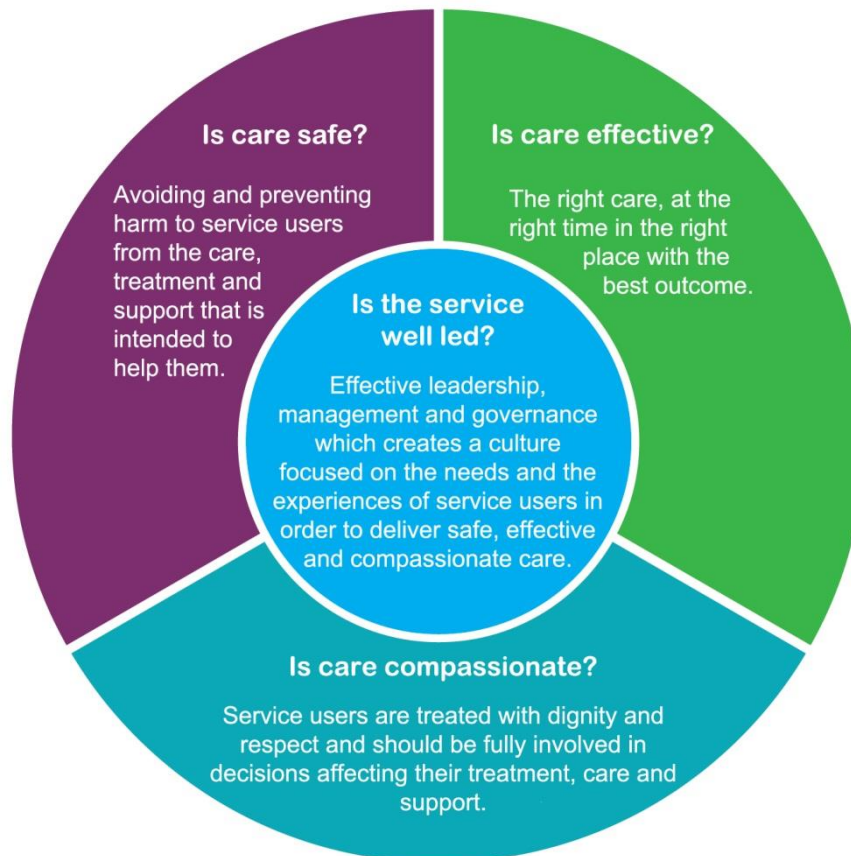 Is care safe?
Avoiding and preventing
harm to service users
from the care,
treatment and
support that is
intended to
help them.
Is care effective?
The right care, at the
right time in the right
place with the
best outcome.
Is the service
well led?
Effective leadership,
management and governance
which creates a culture
focused on the needs and the
experiences of service users in
order to deliver safe, effective
and compassionate care.
Is care compassionate?
Service users are treated with dignity and
respect and should be fully involved in
decisions affecting their treatment, care and
support.